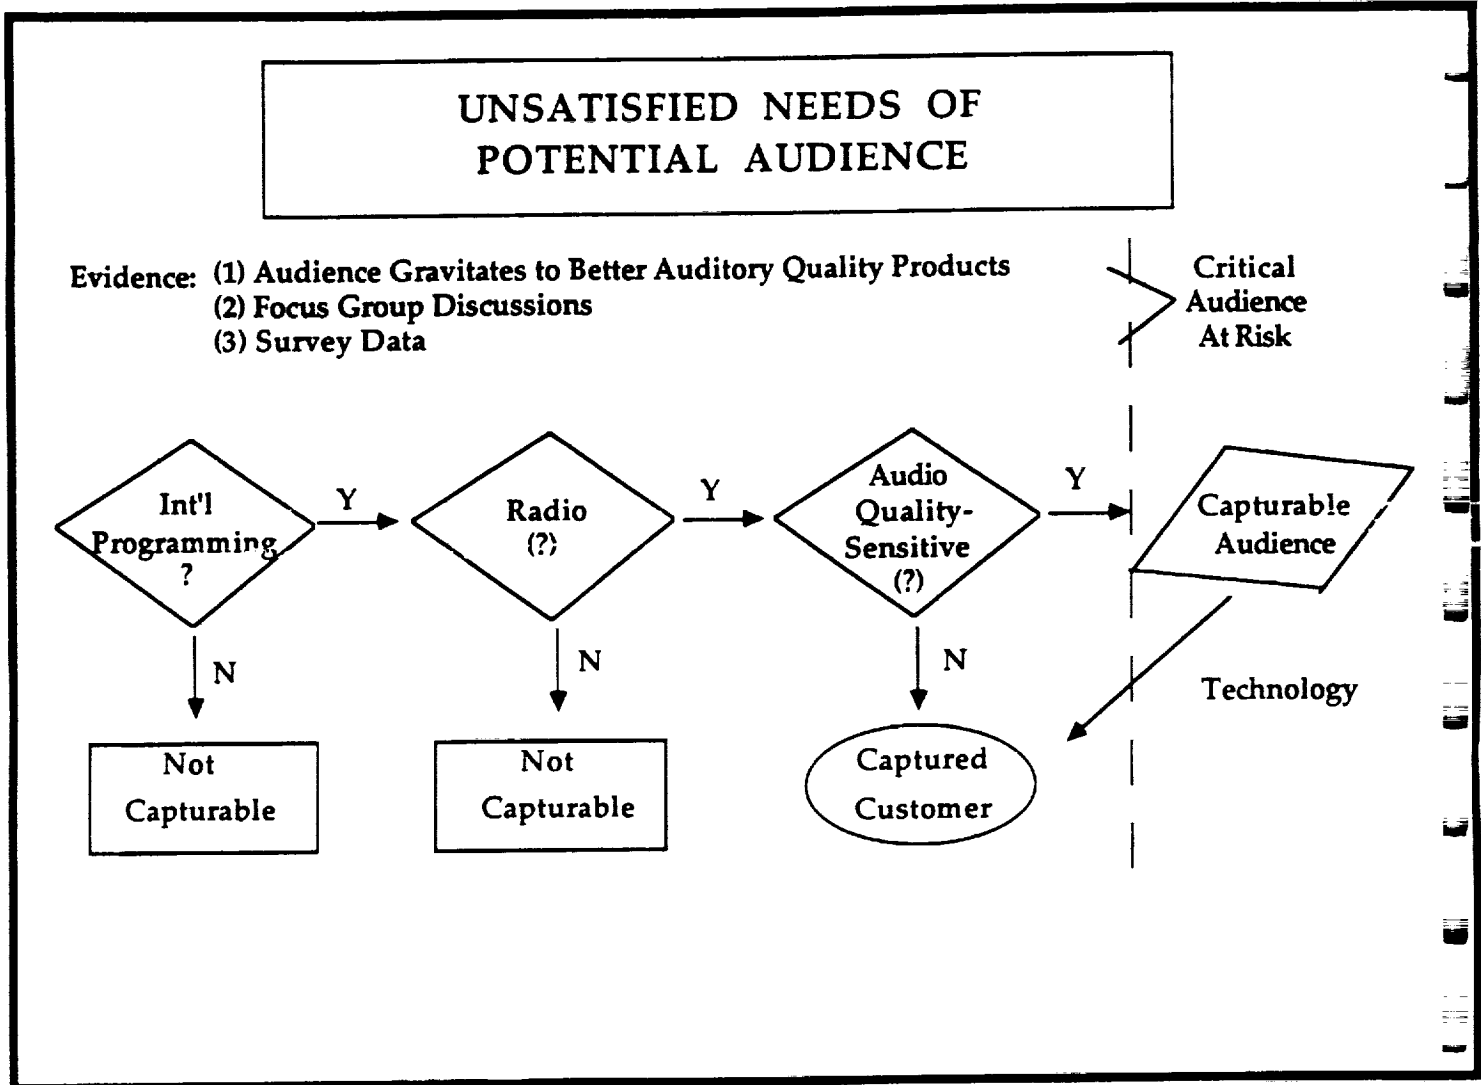 UNSATISFIED NEEDS OF
POTENTIAL AUDIENCE
Evidence: (1) Audience Gravitates to Better Auditory Quality Products
(2) Focus Group Discussions
(3) Survey Data
Critical
Audience
At Risk
Int'l
Programming
?
Y
Radio
(?)
Y
Audio
Quality-
Sensitive
(?)
Y
Capturable
Audience
N
N
N
Technology
Not
Capturable
Not
Capturable
Captured
Customer